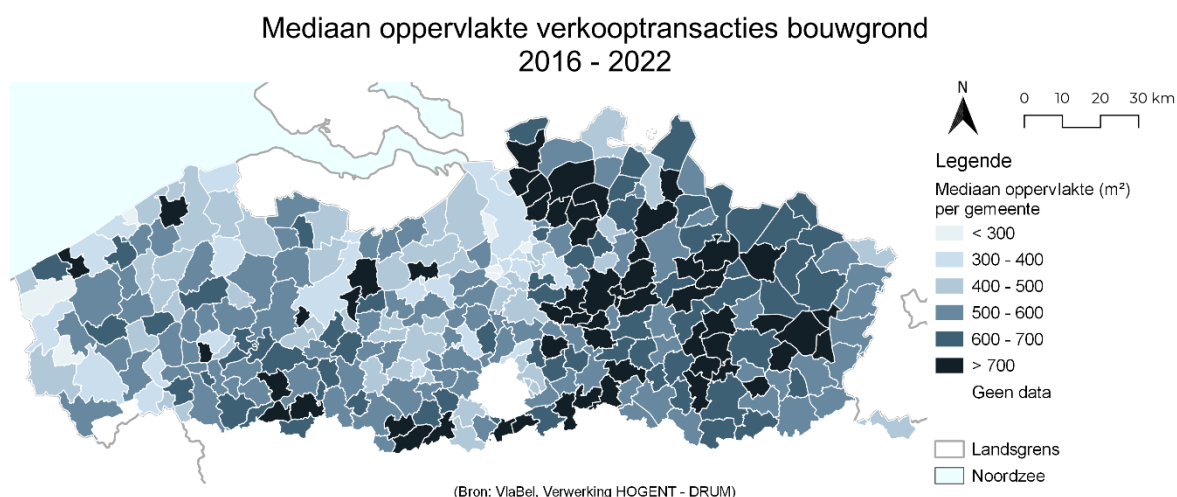 Mediaan oppervlakte verkooptransacties bouwgrond
2016 - 2022
N
0 10 20 30 km
Legende
Mediaan oppervlakte (m²)
per gemeente
< 300
300 - 400
400 - 500
500 - 600
600 - 700
> 700
Geen data
Landsgrens
Noordzee
(Bron: VlaBel, Verwerking HOGENT - DRUM)